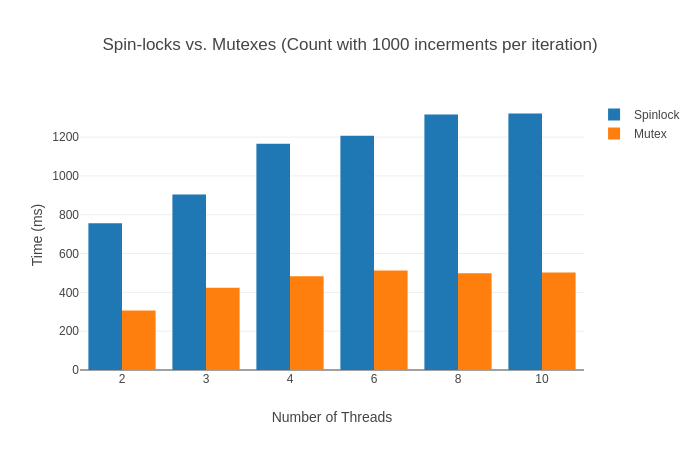 Spin-locks vs. Mutexes (Count with 1000 incerments per iteration)
Spinlock
Mutex
Time (ms)
1200
1000
800
600
400
200
0
2 3 4 6 8 10
Number of Threads